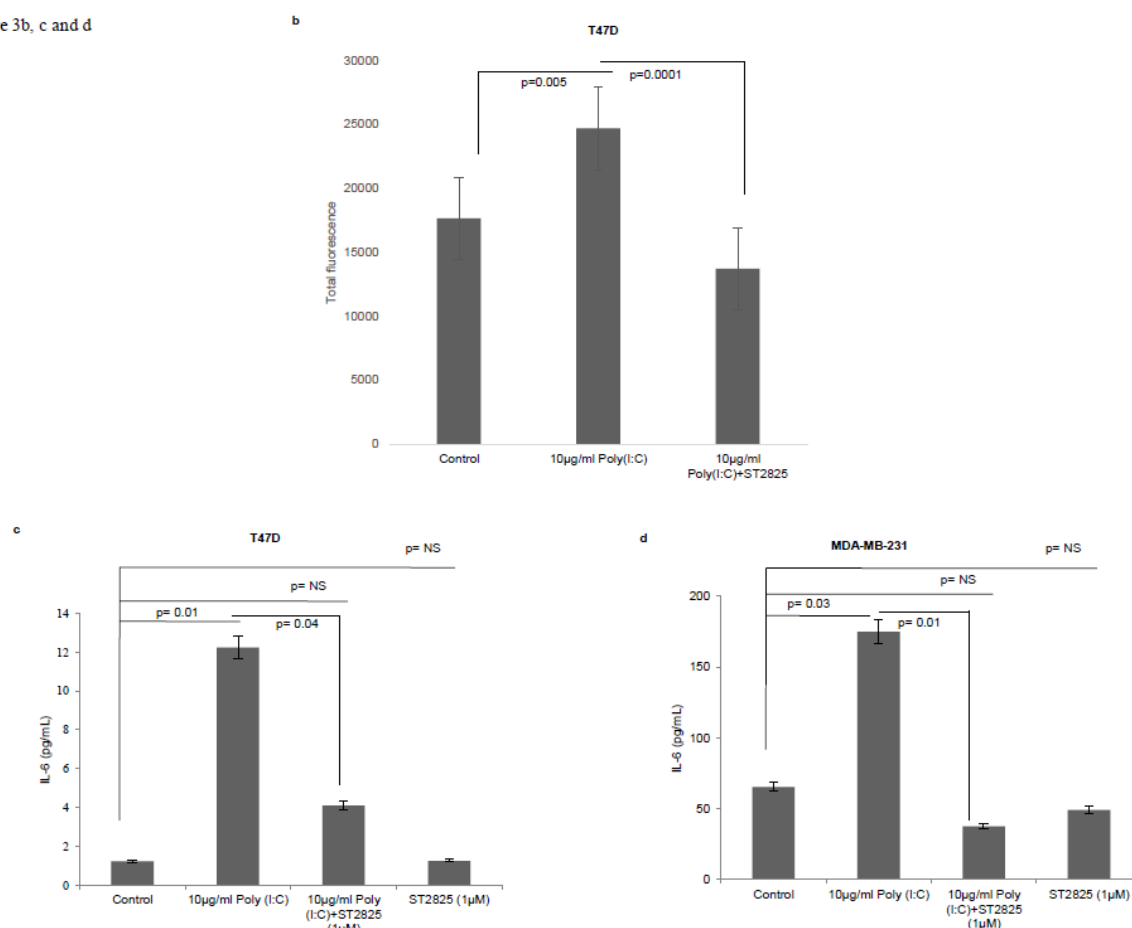 e 3b, c and d
b
T47D
30000
25000
20000
15000
10000
5000
0
Total fluorescence
p=0.005
p=0.0001
Control
10µg/ml Poly(I:C)
10µg/ml
Poly(I:C)+ST2825
c
T47D
p= NS
p= NS
p= 0.01
p= 0.04
14
12
10
8
6
4
2
0
IL-6 (pg/mL)
Control
10µg/ml Poly (I:C)
10µg/ml Poly
(I:C)+ST2825
(1µM)
ST2825 (1µM)
d
MDA-MB-231
p= NS
p= NS
p= 0.03
p= 0.01
200
150
100
50
0
IL-6 (pg/mL)
Control
10µg/ml Poly (I:C)
10µg/ml Poly
(I:C)+ST2825
(1µM)
ST2825 (1µM)